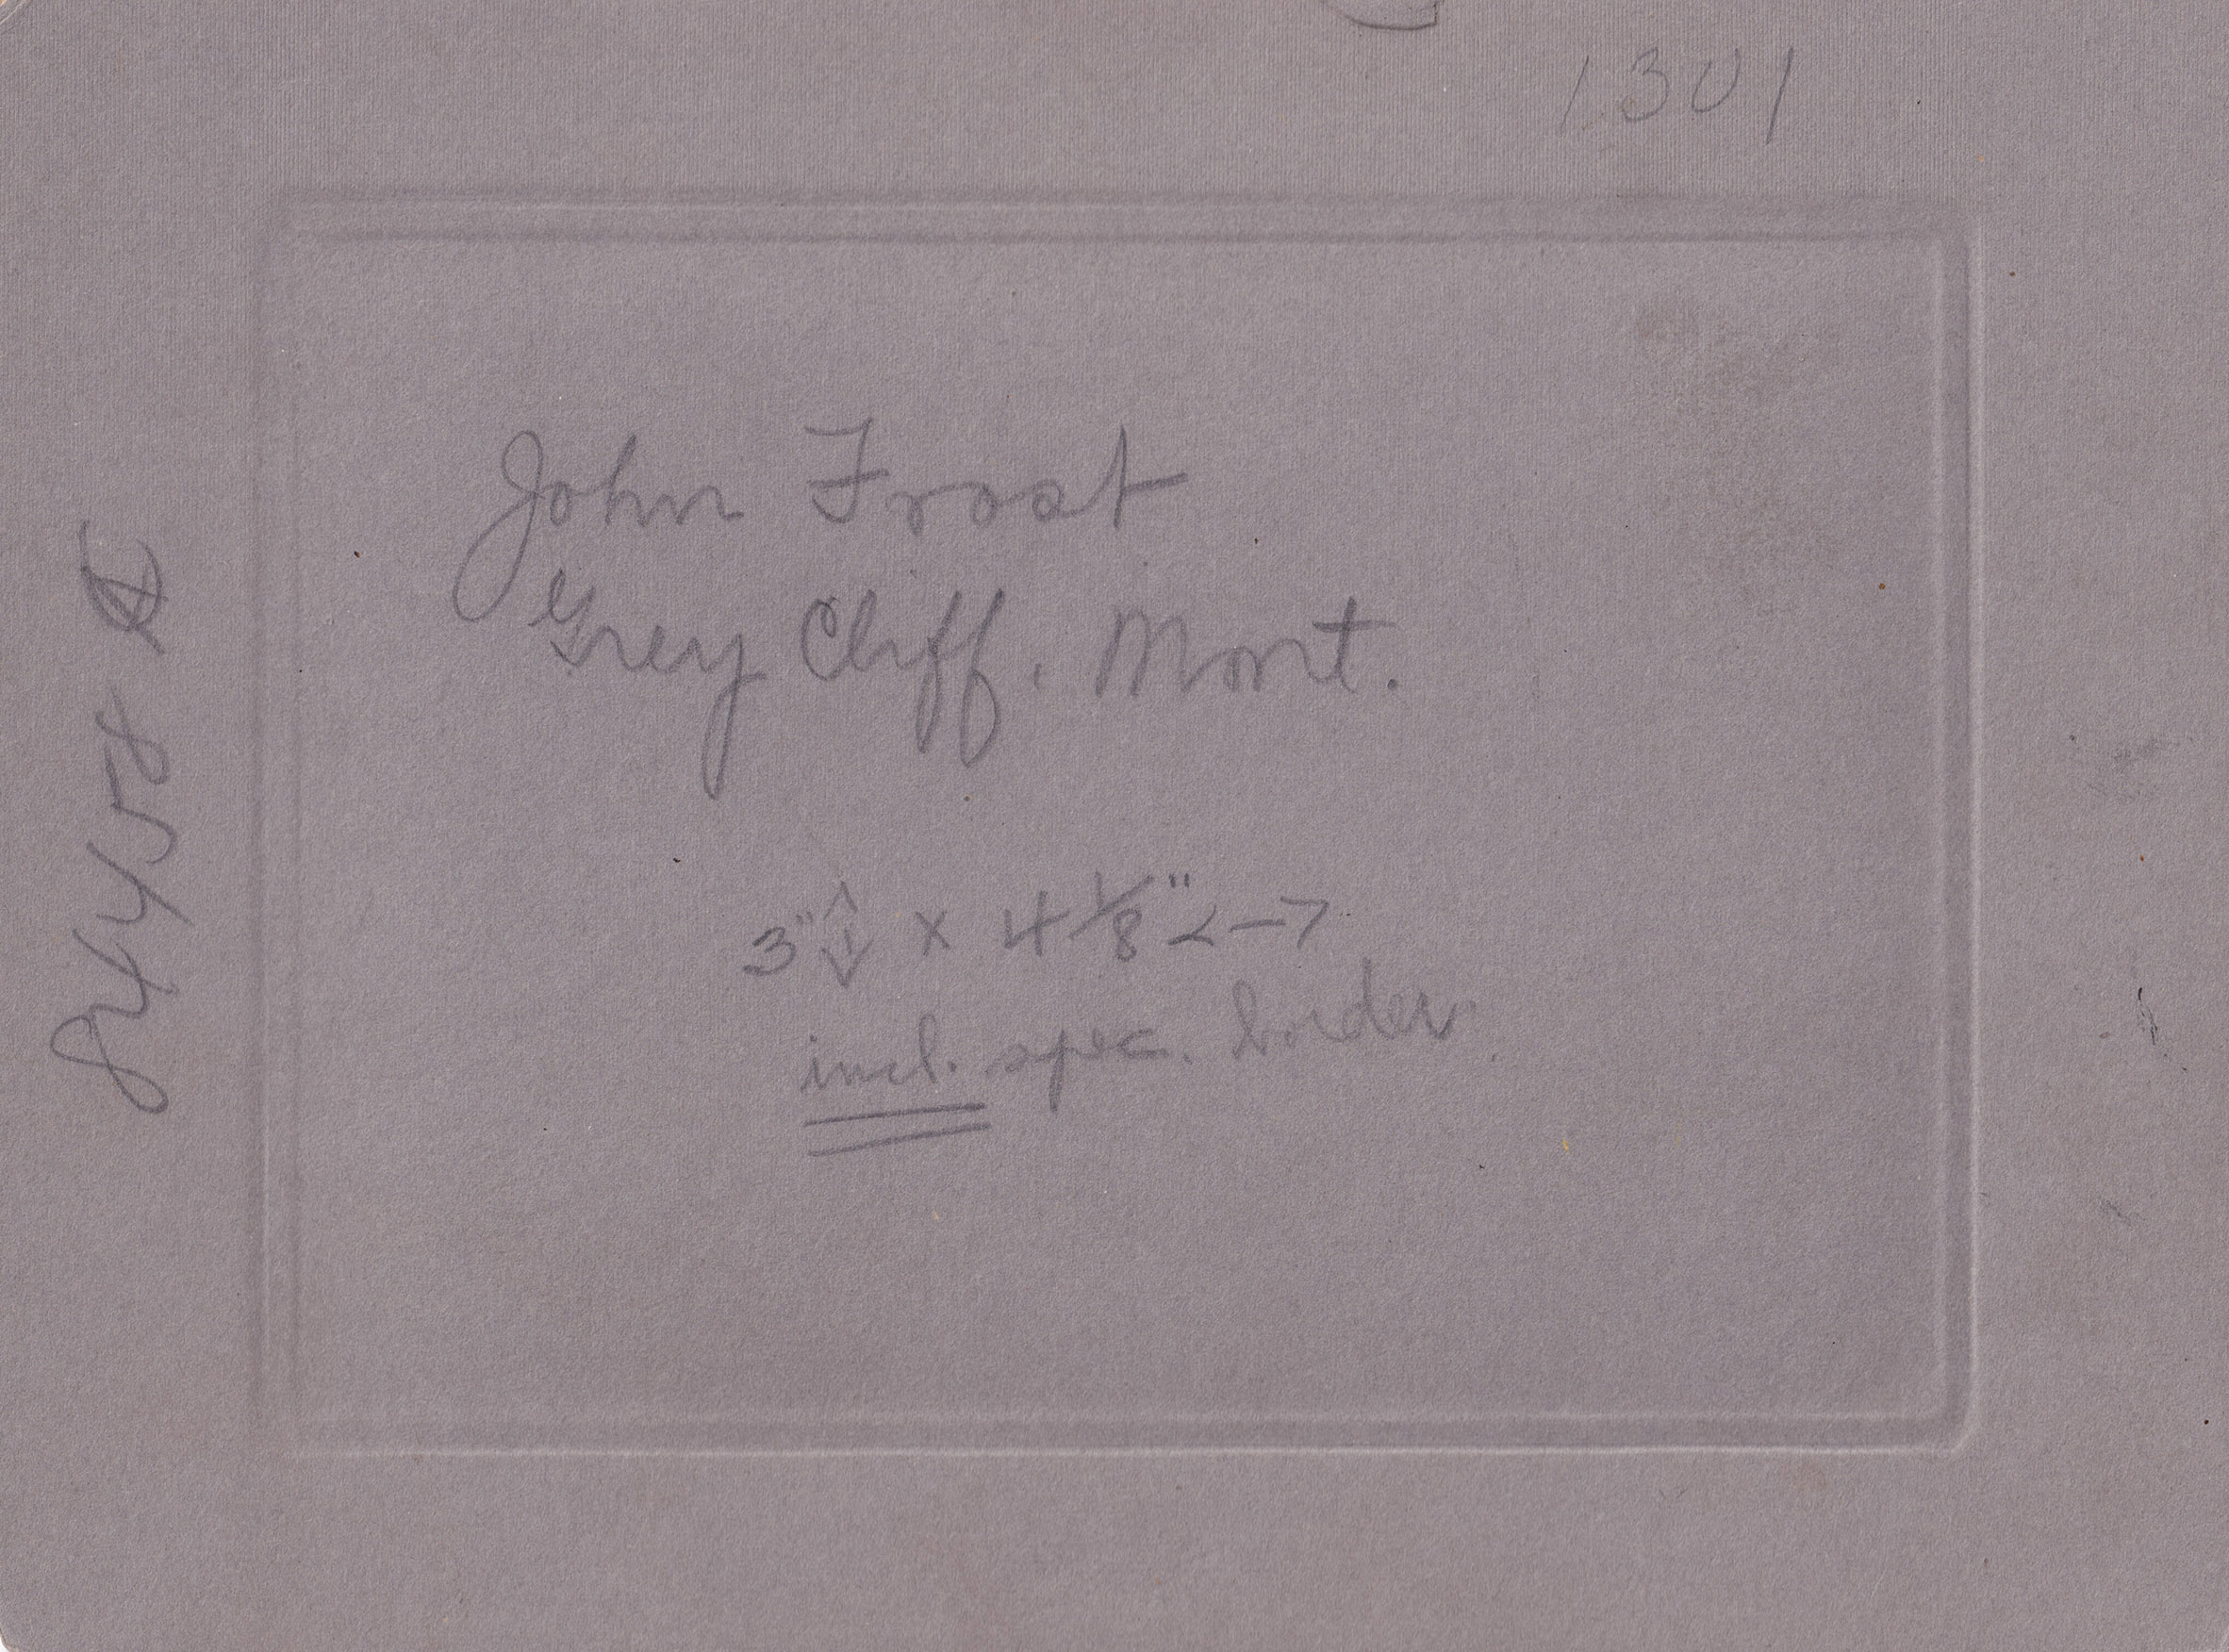 1301
John Frost
Grey Cliff, Mont.
3"↕ x 4 1/8" <-->
incl. spec. border.